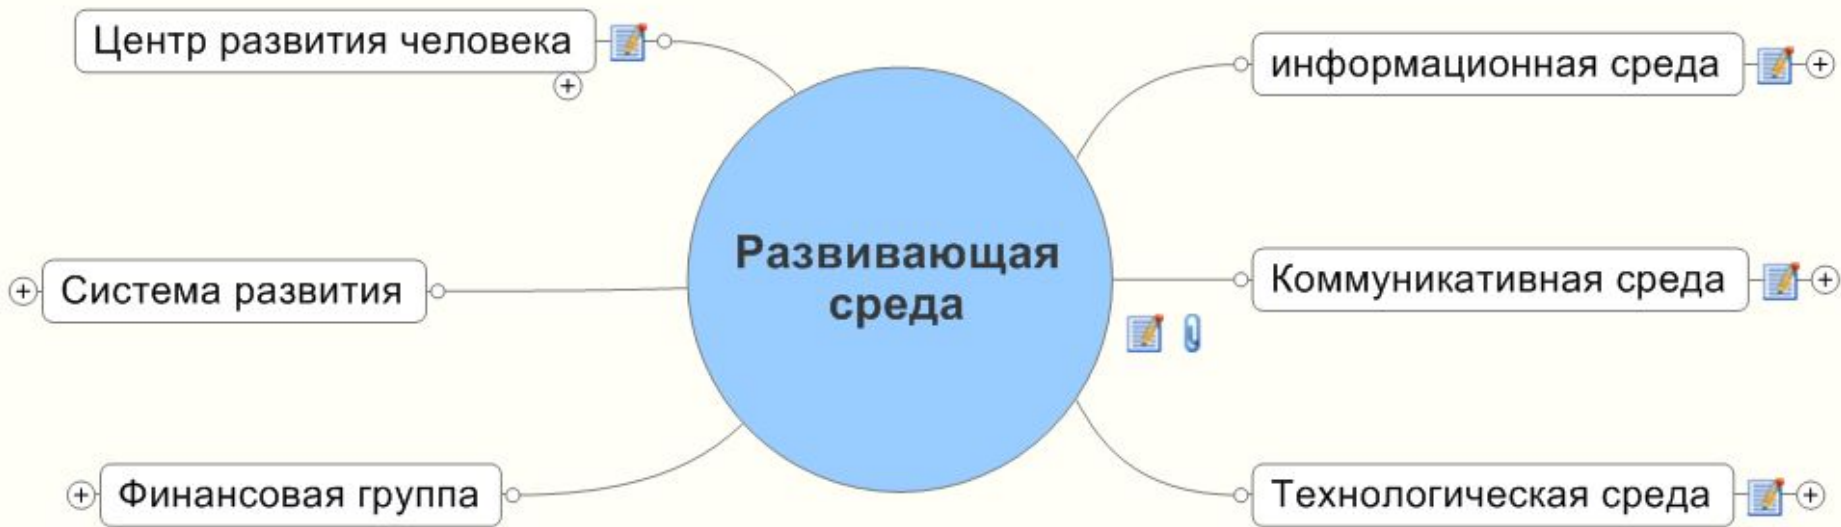 Центр развития человека
информационная среда
Развивающая
среда
Система развития
Коммуникативная среда
Финансовая группа
Технологическая среда